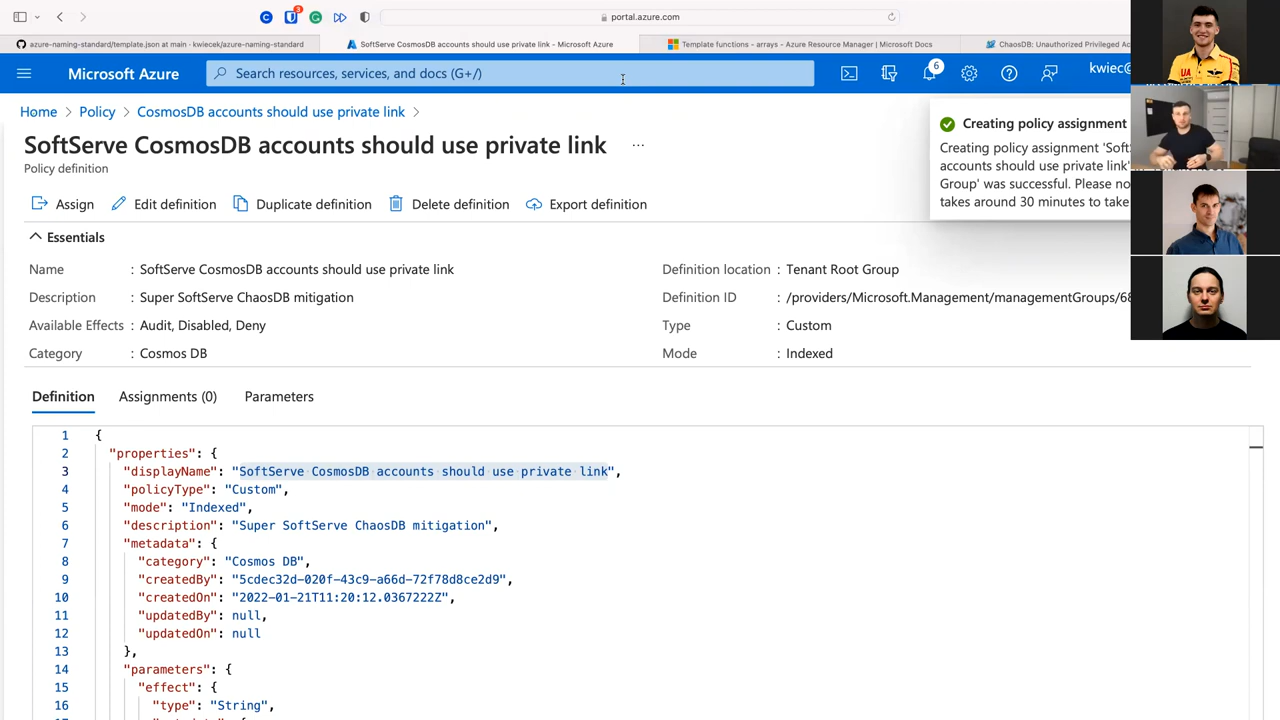 3
portal.azure.com
azure-naming-standard/template.json at main · kwiecek/azure-naming-standard
SoftServe CosmosDB accounts should use private link - Microsoft Azure
Template functions - arrays - Azure Resource Manager | Microsoft Docs
ChaosDB: Unauthorized Privileged Ac
Microsoft Azure
Search resources, services, and docs (G+/)
6
kwiec@
Home > Policy > CosmosDB accounts should use private link >
SoftServe CosmosDB accounts should use private link ...
Policy definition
Creating policy assignment
Creating policy assignment 'Soft
accounts should use private link'
Group' was successful. Please no
takes around 30 minutes to take
Assign Edit definition Duplicate definition Delete definition Export definition
Essentials
Name : SoftServe CosmosDB accounts should use private link
Definition location : Tenant Root Group
Description : Super SoftServe ChaosDB mitigation
Definition ID : /providers/Microsoft.Management/managementGroups/68
Available Effects : Audit, Disabled, Deny
Type : Custom
Category : Cosmos DB
Mode : Indexed
Definition Assignments (0) Parameters
1 {
2 "properties": {
3 "displayName": "SoftServe CosmosDB accounts should use private link",
4 "policyType": "Custom",
5 "mode": "Indexed",
6 "description": "Super SoftServe ChaosDB mitigation",
7 "metadata": {
8 "category": "Cosmos DB",
9 "createdBy": "5cdec32d-020f-43c9-a66d-72f78d8ce2d9",
10 "createdOn": "2022-01-21T11:20:12.0367222Z",
11 "updatedBy": null,
12 "updatedOn": null
13 },
14 "parameters": {
15 "effect": {
16 "type": "String",